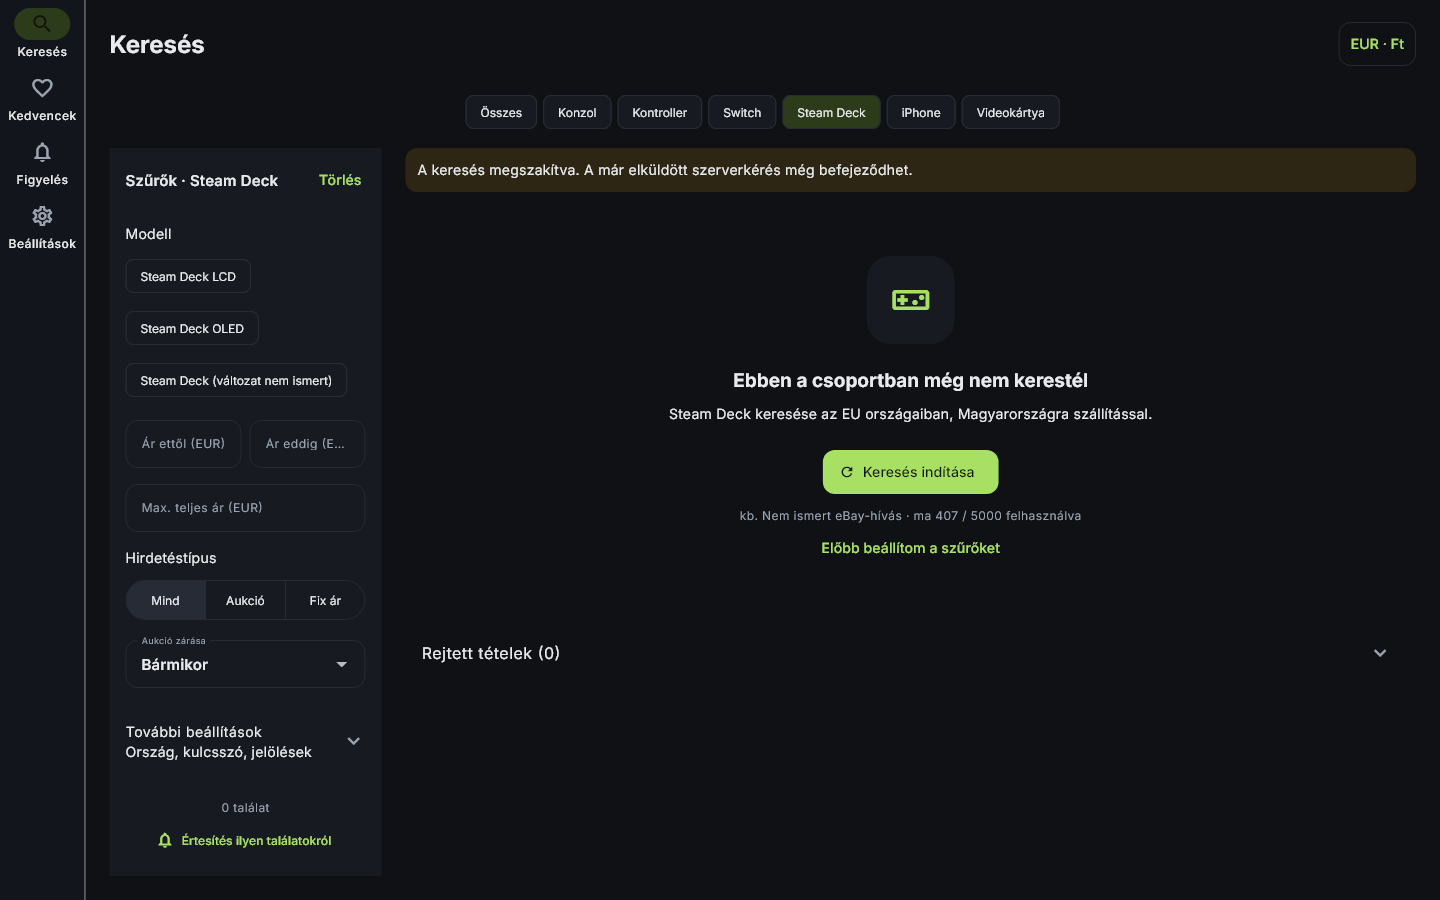 Keresés
Kedvencek
Figyelés
Beállítások
Keresés
EUR · Ft
Összes
Konzol
Kontroller
Switch
Steam Deck
iPhone
Videokártya
Szűrők · Steam Deck
Törlés
Modell
Steam Deck LCD
Steam Deck OLED
Steam Deck (változat nem ismert)
Ár ettől (EUR)
Ár eddig (E...
Max. teljes ár (EUR)
Hirdetéstípus
Mind
Aukció
Fix ár
Aukció zárása
Bármikor
További beállítások
Ország, kulcsszó, jelölések
0 találat
Értesítés ilyen találatokról
A keresés megszakítva. A már elküldött szerverkérés még befejeződhet.
Ebben a csoportban még nem kerestél
Steam Deck keresése az EU országaiban, Magyarországra szállítással.
Keresés indítása
kb. Nem ismert eBay-hívás · ma 407 / 5000 felhasználva
Előbb beállítom a szűrőket
Rejtett tételek (0)